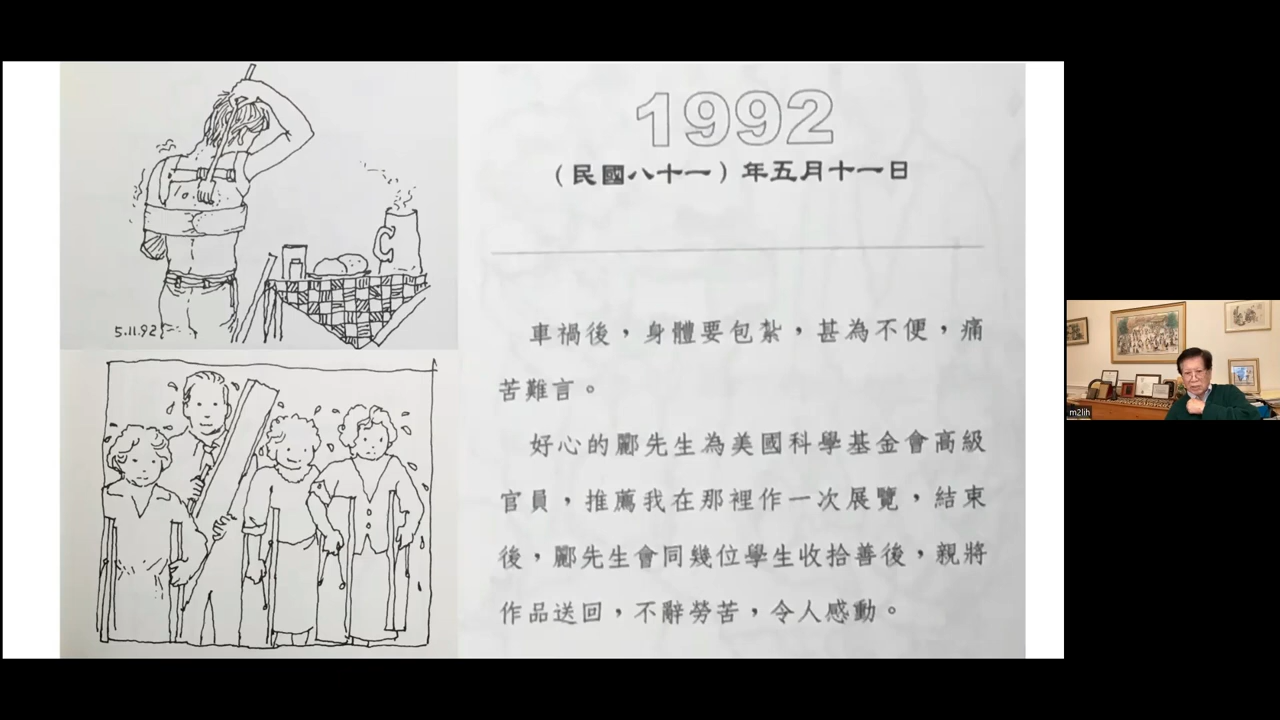 1992
（民國八十一）年五月十一日
車禍後，身體要包紮，甚為不便，痛
苦難言。
好心的酈先生為美國科學基金會高級
官員，推薦我在那裡作一次展覽，結束
後，酈先生會同幾位學生收拾善後，親將
作品送回，不辭勞苦，令人感動。
5.11.92
m2lih